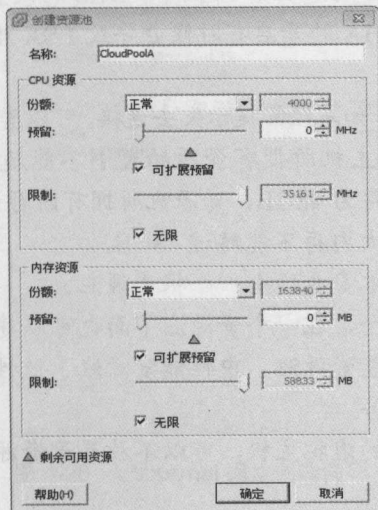 创建资源池
名称: CloudPoolA
CPU 资源
份额: 正常 4000
预留: 0 MHz
可扩展预留
限制: 35161 MHz
无限
内存资源
份额: 正常 163840
预留: 0 MB
可扩展预留
限制: 58833 MB
无限
剩余可用资源
帮助(H) 确定 取消